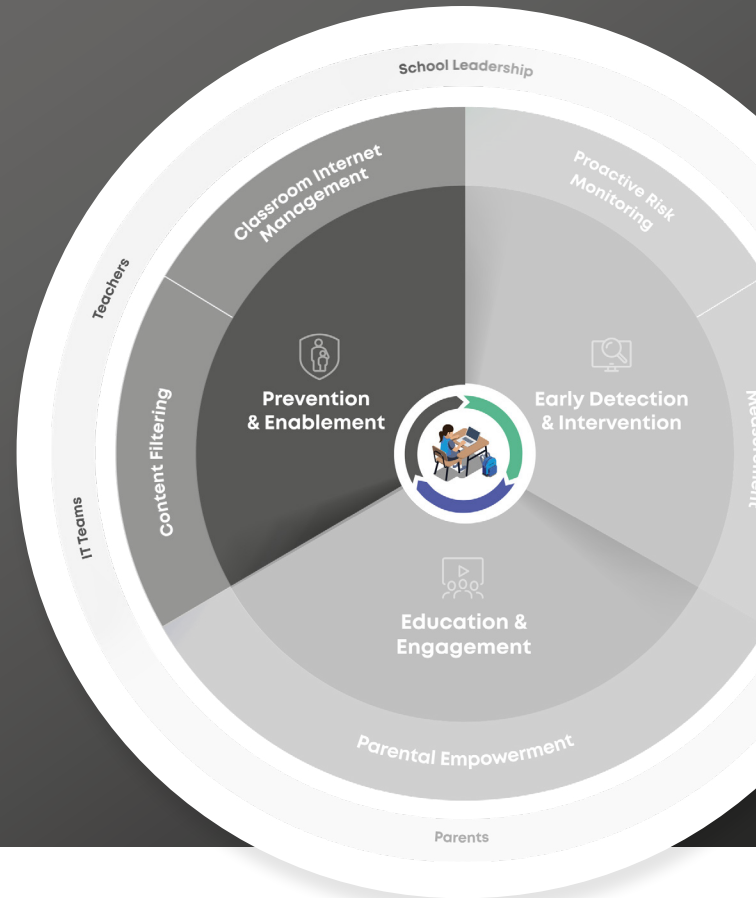 School Leadership
Classroom Internet
Management
Proactive Risk
Monitoring
Teachers
Prevention
& Enablement
Early Detection
& Intervention
Content Filtering
IT Teams
Education &
Engagement
Parental Empowerment
Parents